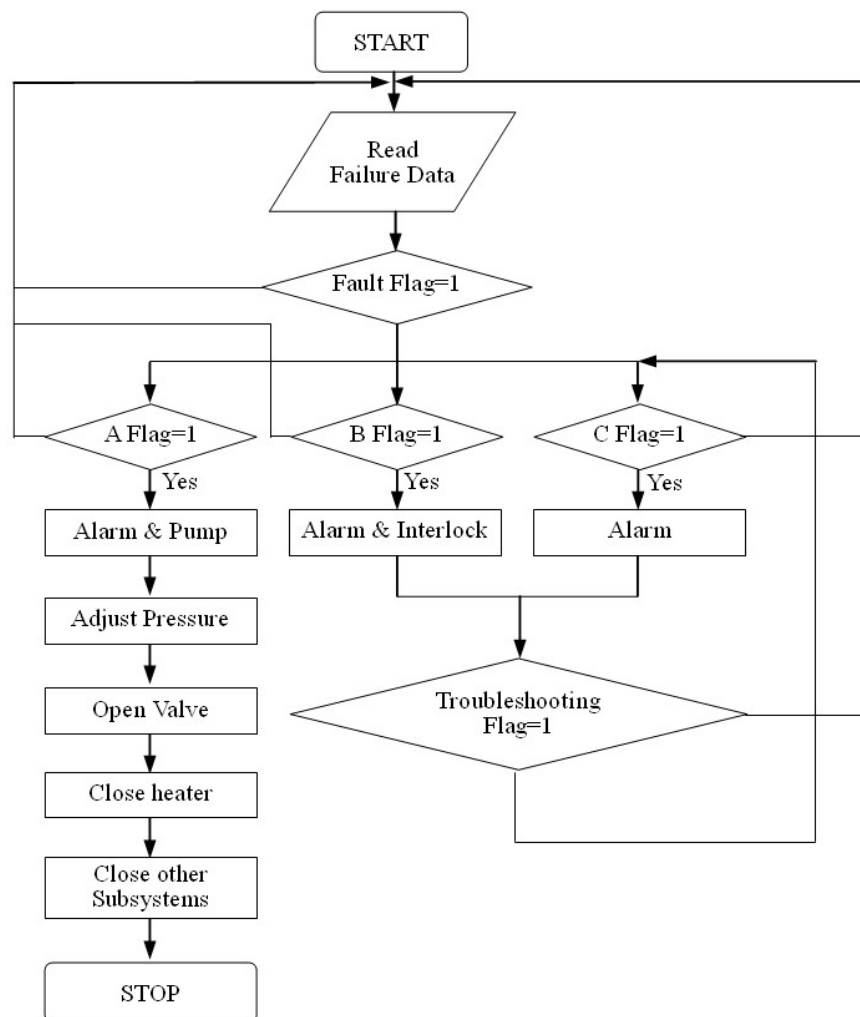 START
Read
Failure Data
Fault Flag=1
A Flag=1
B Flag=1
C Flag=1
Yes
Yes
Yes
Alarm & Pump
Alarm & Interlock
Alarm
Adjust Pressure
Open Valve
Troubleshooting
Flag=1
Close heater
Close other
Subsystems
STOP